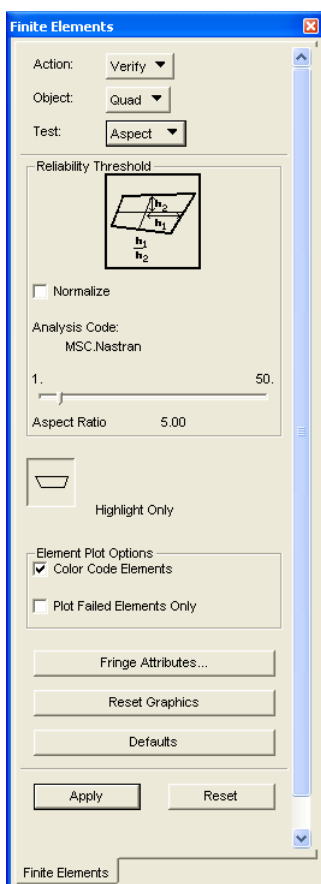 Finite Elements
Action: Verify
Object: Quad
Test: Aspect
Reliability Threshold
h2
h1
h1
h2
Normalize
Analysis Code:
MSC.Nastran
1. 50.
Aspect Ratio 5.00
Highlight Only
Element Plot Options
Color Code Elements
Plot Failed Elements Only
Fringe Attributes...
Reset Graphics
Defaults
Apply Reset
Finite Elements